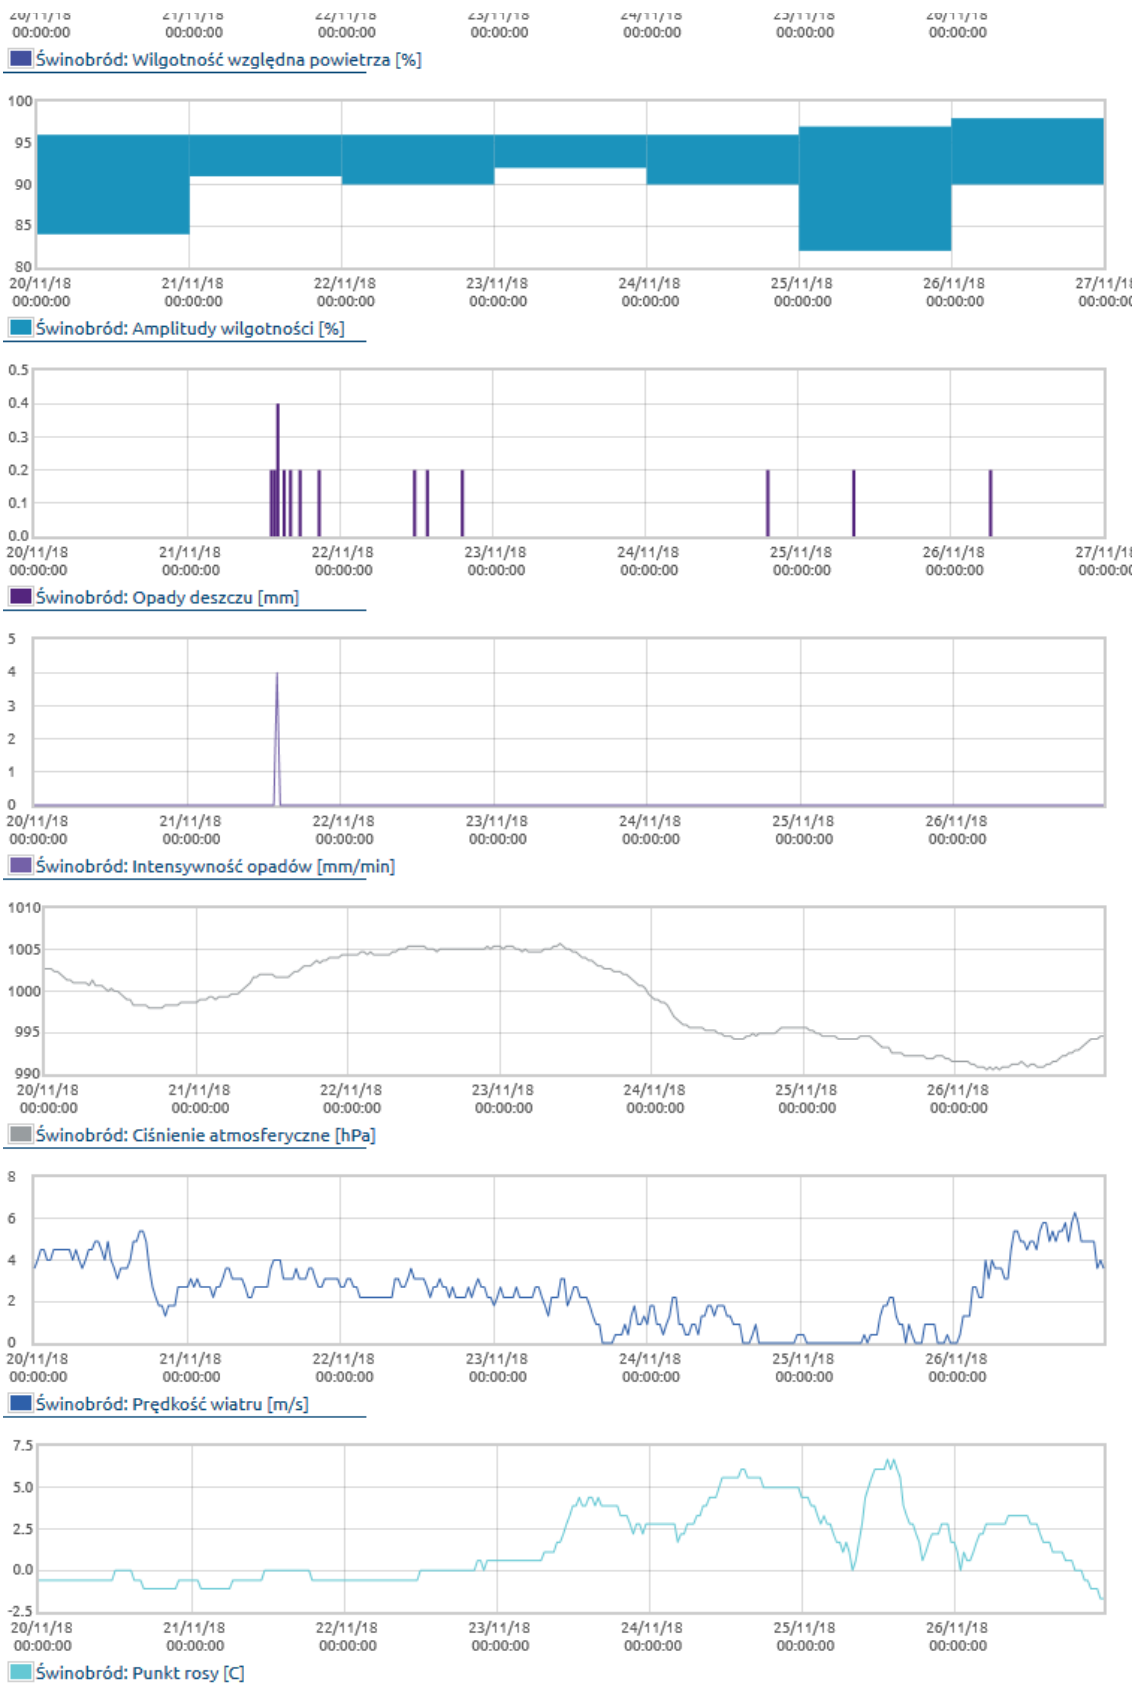 20/11/18 21/11/18 22/11/18 23/11/18 24/11/18 25/11/18 26/11/18
00:00:00 00:00:00 00:00:00 00:00:00 00:00:00 00:00:00 00:00:00
Świnobród: Wilgotność względna powietrza [%]
100
95
90
85
80
20/11/18 21/11/18 22/11/18 23/11/18 24/11/18 25/11/18 26/11/18 27/11/18
00:00:00 00:00:00 00:00:00 00:00:00 00:00:00 00:00:00 00:00:00 00:00:00
Świnobród: Amplitudy wilgotności [%]
0.5
0.4
0.3
0.2
0.1
0.0
20/11/18 21/11/18 22/11/18 23/11/18 24/11/18 25/11/18 26/11/18 27/11/18
00:00:00 00:00:00 00:00:00 00:00:00 00:00:00 00:00:00 00:00:00 00:00:00
Świnobród: Opady deszczu [mm]
5
4
3
2
1
0
20/11/18 21/11/18 22/11/18 23/11/18 24/11/18 25/11/18 26/11/18
00:00:00 00:00:00 00:00:00 00:00:00 00:00:00 00:00:00 00:00:00
Świnobród: Intensywność opadów [mm/min]
1010
1005
1000
995
990
20/11/18 21/11/18 22/11/18 23/11/18 24/11/18 25/11/18 26/11/18
00:00:00 00:00:00 00:00:00 00:00:00 00:00:00 00:00:00 00:00:00
Świnobród: Ciśnienie atmosferyczne [hPa]
8
6
4
2
0
20/11/18 21/11/18 22/11/18 23/11/18 24/11/18 25/11/18 26/11/18
00:00:00 00:00:00 00:00:00 00:00:00 00:00:00 00:00:00 00:00:00
Świnobród: Prędkość wiatru [m/s]
7.5
5.0
2.5
0.0
-2.5
20/11/18 21/11/18 22/11/18 23/11/18 24/11/18 25/11/18 26/11/18
00:00:00 00:00:00 00:00:00 00:00:00 00:00:00 00:00:00 00:00:00
Świnobród: Punkt rosy [C]